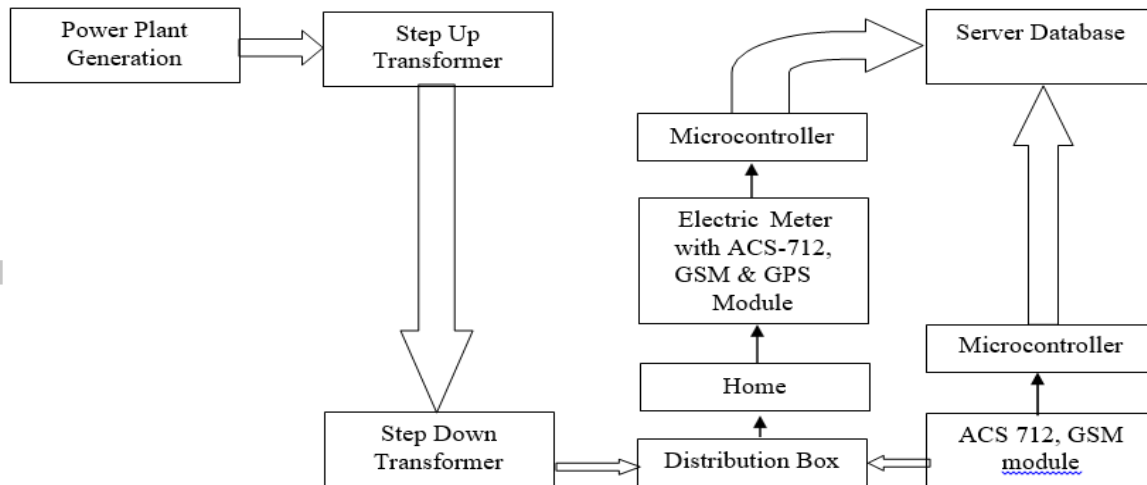 Power Plant
Generation
Step Up
Transformer
Server Database
Microcontroller
Electric Meter
with ACS-712,
GSM & GPS
Module
Microcontroller
Home
Step Down
Transformer
Distribution Box
ACS 712, GSM
module